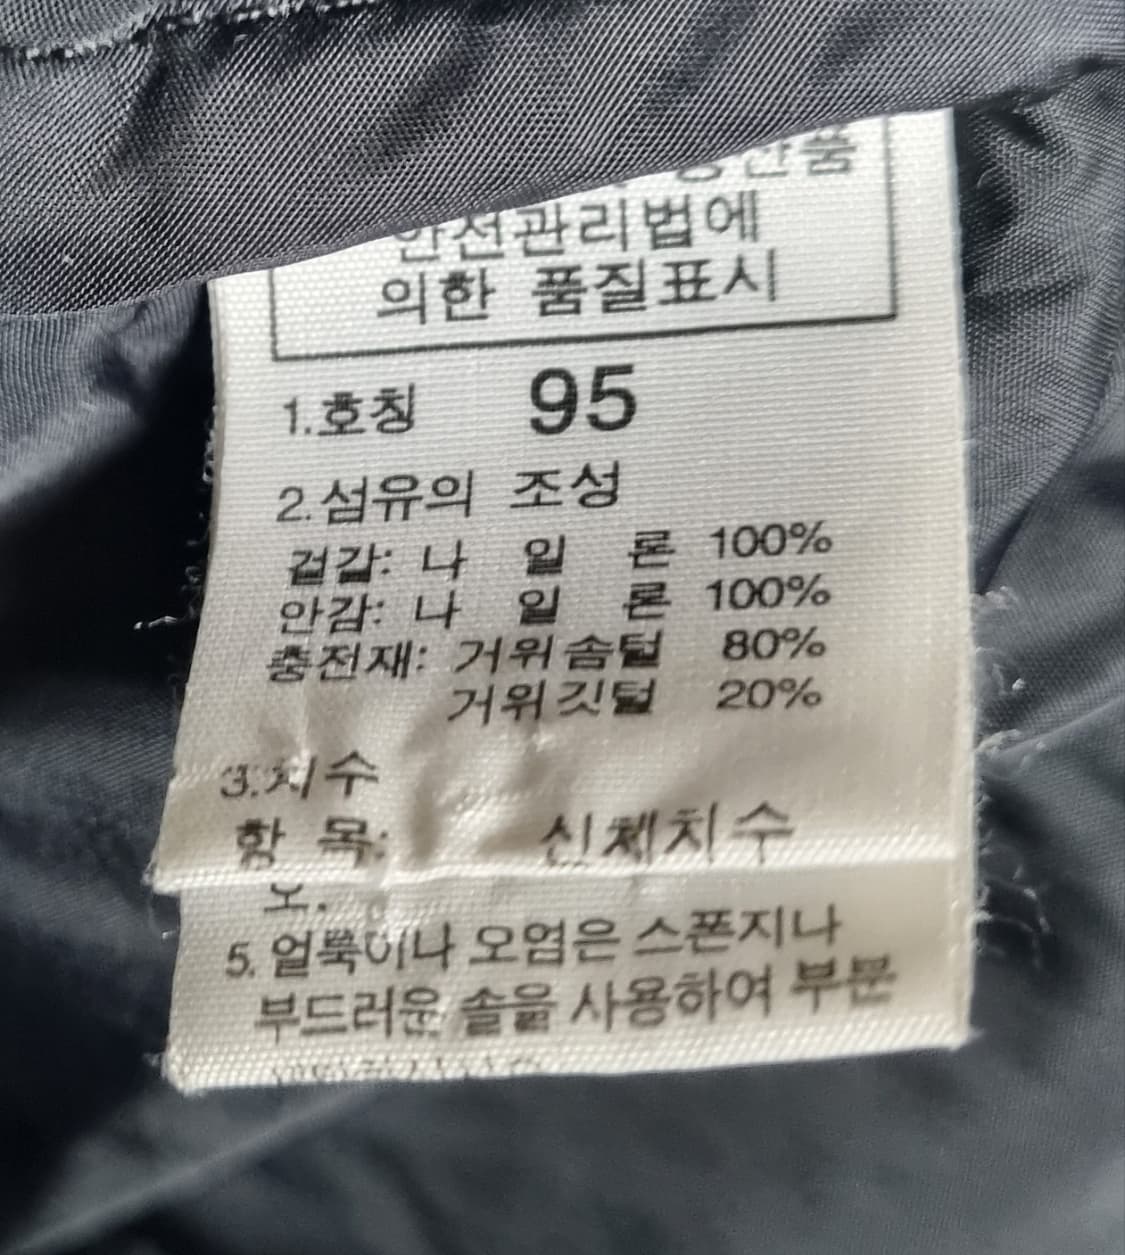 안전관리법에
의한 품질표시
1.호칭 95
2.섬유의 조성
겉감: 나 일 론 100%
안감: 나 일 론 100%
충전재: 거위솜털 80%
거위깃털 20%
3.치수
항 목: 신체치수
오.
5. 얼룩이나 오염은 스폰지나
부드러운 솔을 사용하여 부분